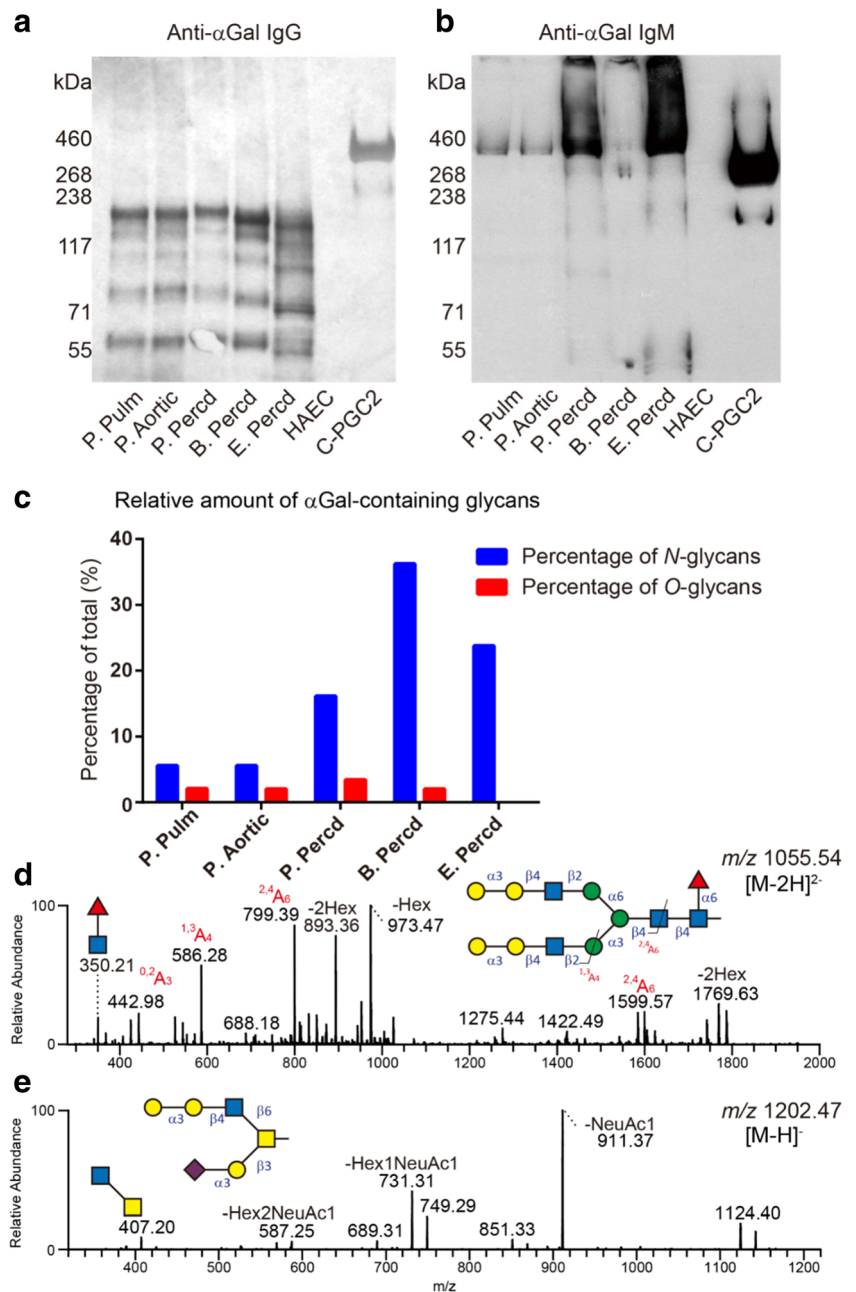 a
Anti-αGal IgG
kDa
460
268
238
117
71
55
P. Pulm
P. Aortic
P. Percd
B. Percd
E. Percd
HAEC
C-PGC2
b
Anti-αGal IgM
kDa
460
268
238
117
71
55
P. Pulm
P. Aortic
P. Percd
B. Percd
E. Percd
HAEC
C-PGC2
c
Relative amount of αGal-containing glycans
Percentage of total (%)
40
30
20
10
0
Percentage of N-glycans
Percentage of O-glycans
P. Pulm
P. Aortic
P. Percd
B. Percd
E. Percd
d
m/z 1055.54
[M-2H]2-
Relative Abundance
100
0
350.21
0,2A3
442.98
1,3A4
586.28
688.18
2,4A6
799.39
-2Hex
893.36
-Hex
973.47
1275.44
1422.49
2,4A6
1599.57
-2Hex
1769.63
α3 β4 β2 α6
α6
β4 β4
2,4A6
α3 β4 β2 α3
1,3A4
400 600 800 1000 1200 1400 1600 1800 2000
e
m/z 1202.47
[M-H]-
Relative Abundance
100
0
α3 β4 β6
α3 β3
407.20
-Hex2NeuAc1
587.25
689.31
-Hex1NeuAc1
731.31
749.29
851.33
-NeuAc1
911.37
1124.40
400 500 600 700 800 900 1000 1100 1200
m/z